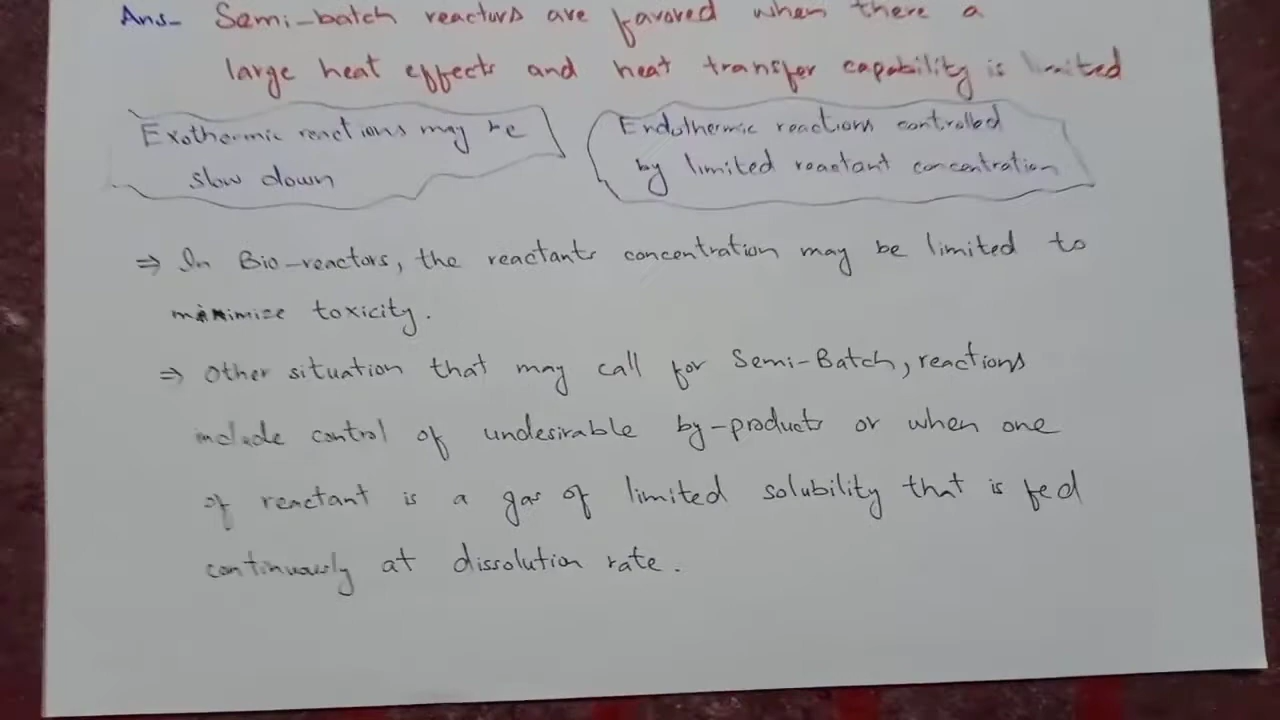 Ans- Semi-batch reactors are favored when there a
large heat effects and heat transfer capability is limited
Exothermic reactions may be
slow down
Endothermic reactions controlled
by limited reactant concentration
⇒ In Bio-reactors, the reactants concentration may be limited to
minimize toxicity.
⇒ Other situation that may call for Semi-Batch, reactions
include control of undesirable by-products or when one
of reactant is a gas of limited solubility that is fed
continuously at dissolution rate.